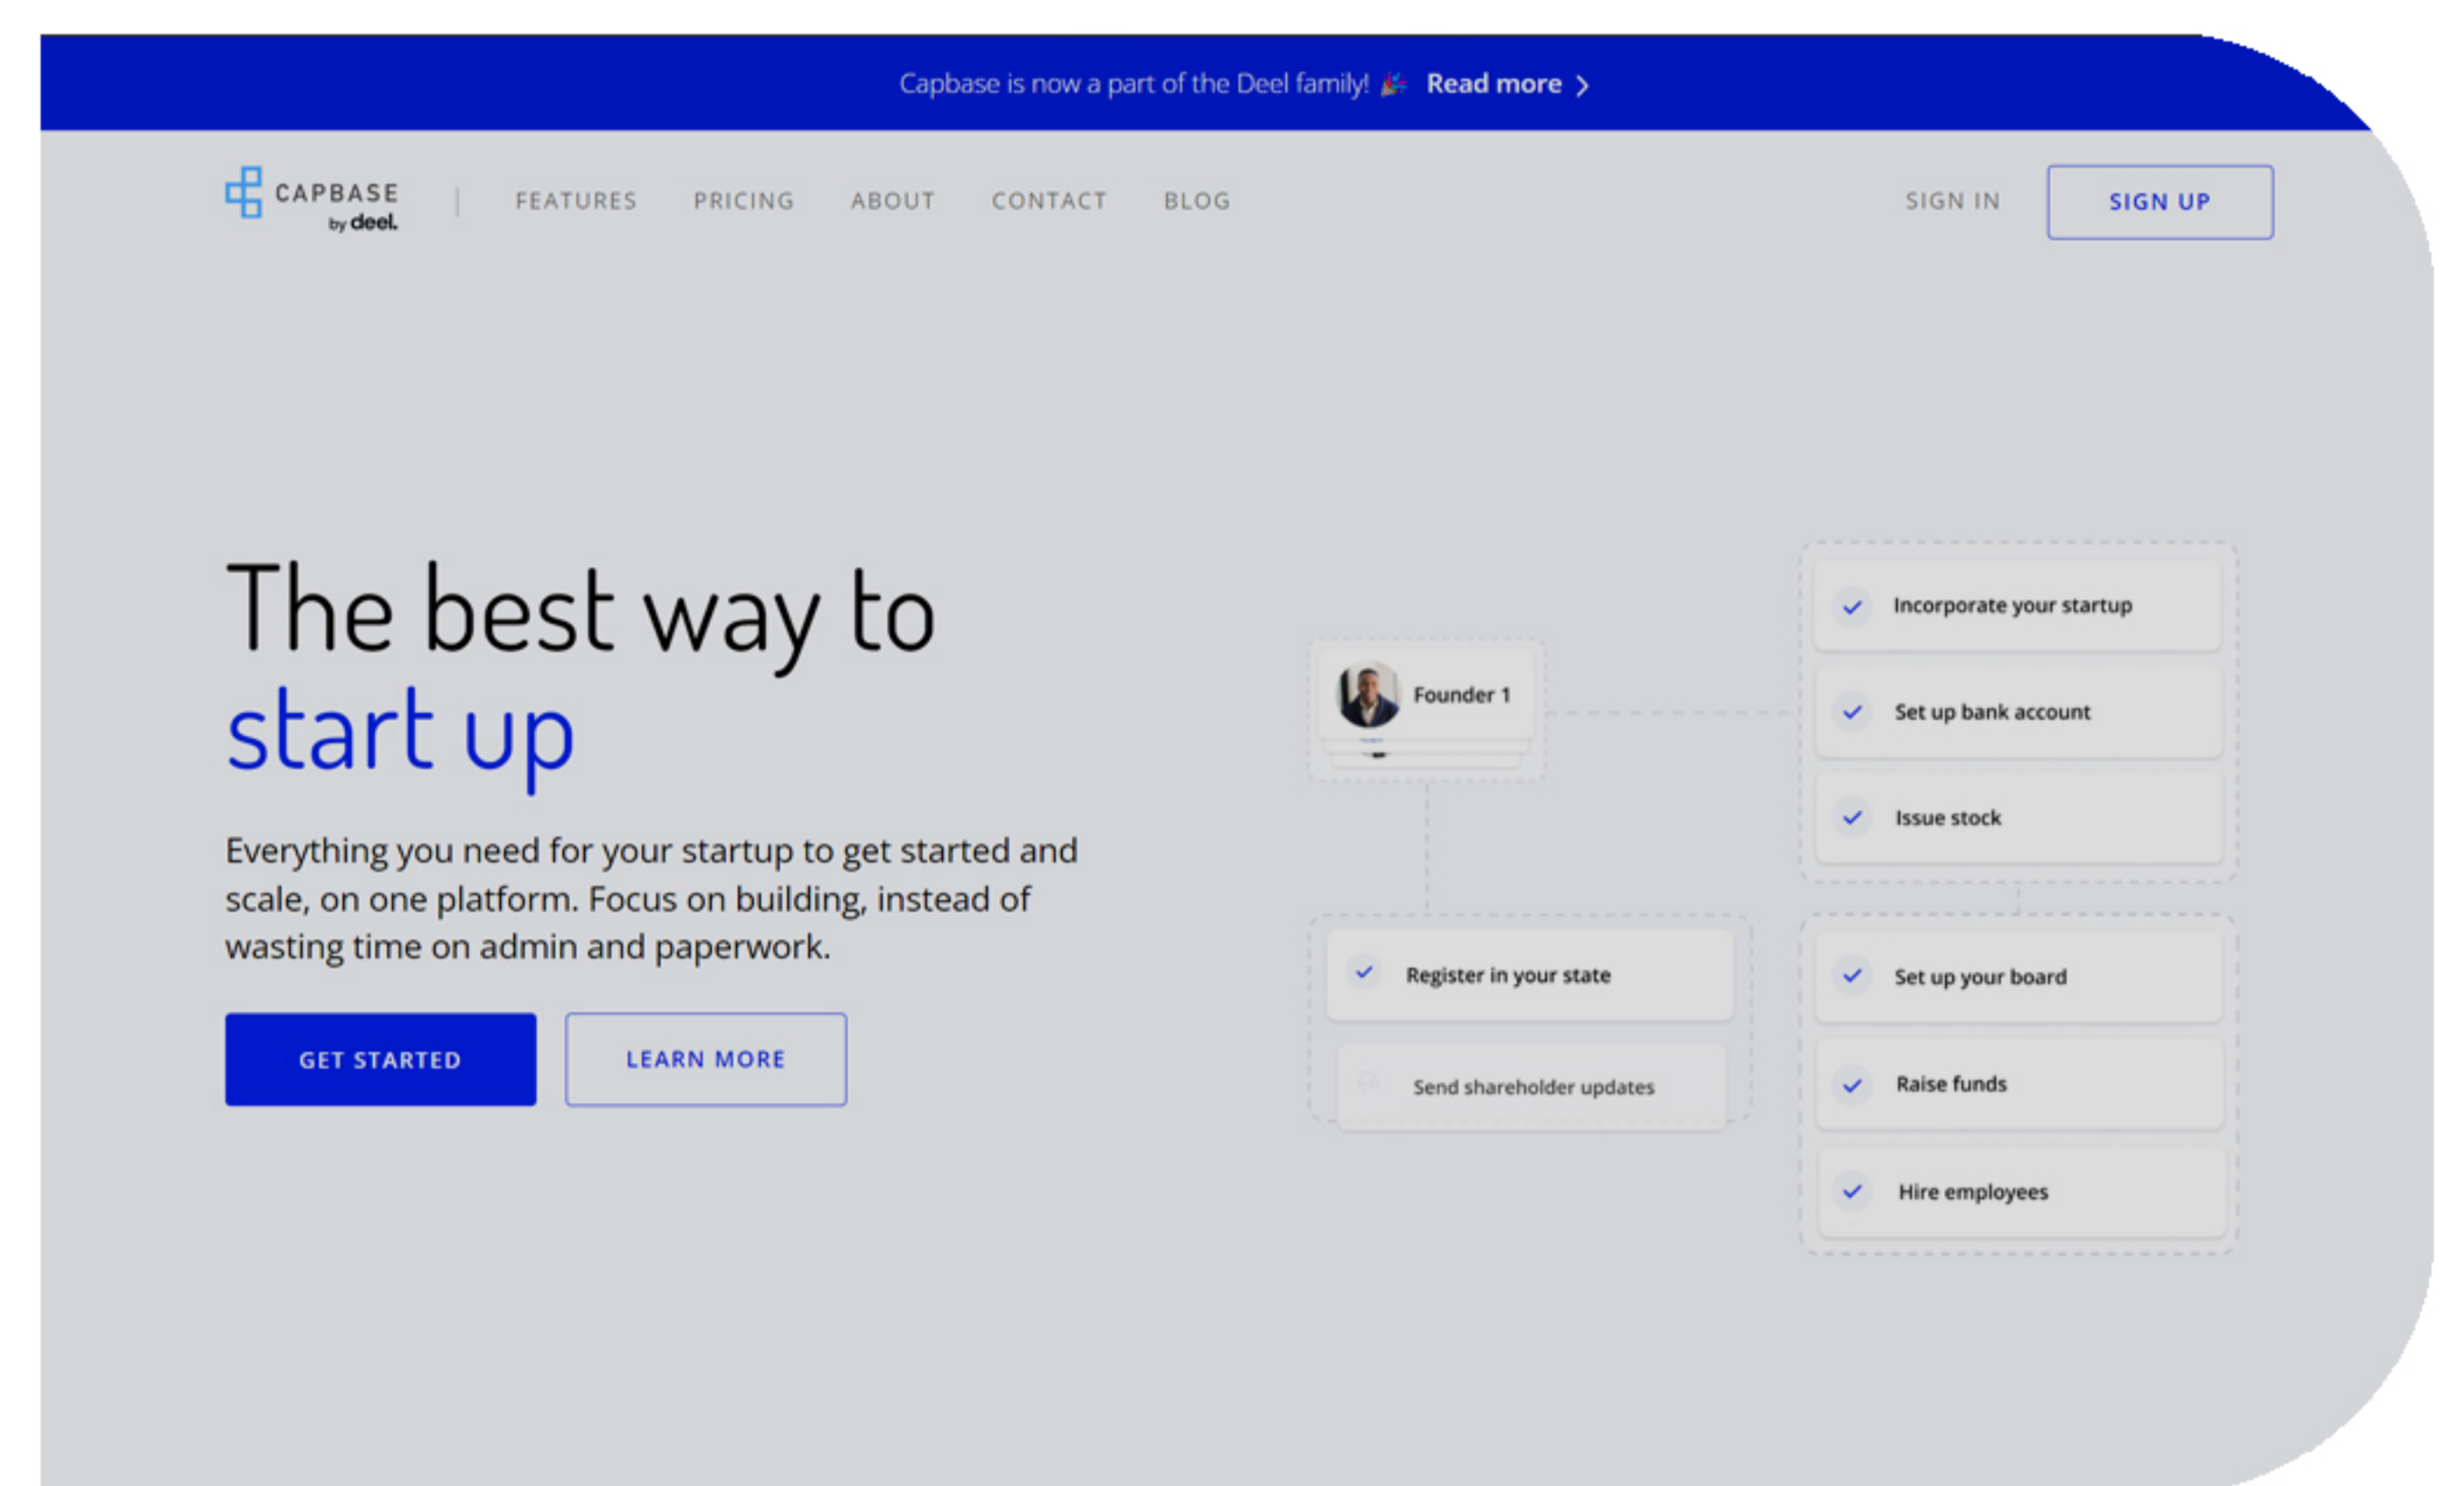 Capbase is now a part of the Deel family! 🎉 Read more >
CAPBASE
by deel.
FEATURES PRICING ABOUT CONTACT BLOG
SIGN IN SIGN UP
The best way to
start up
Everything you need for your startup to get started and
scale, on one platform. Focus on building, instead of
wasting time on admin and paperwork.
GET STARTED LEARN MORE
Founder 1
Incorporate your startup
Set up bank account
Issue stock
Register in your state
Send shareholder updates
Set up your board
Raise funds
Hire employees